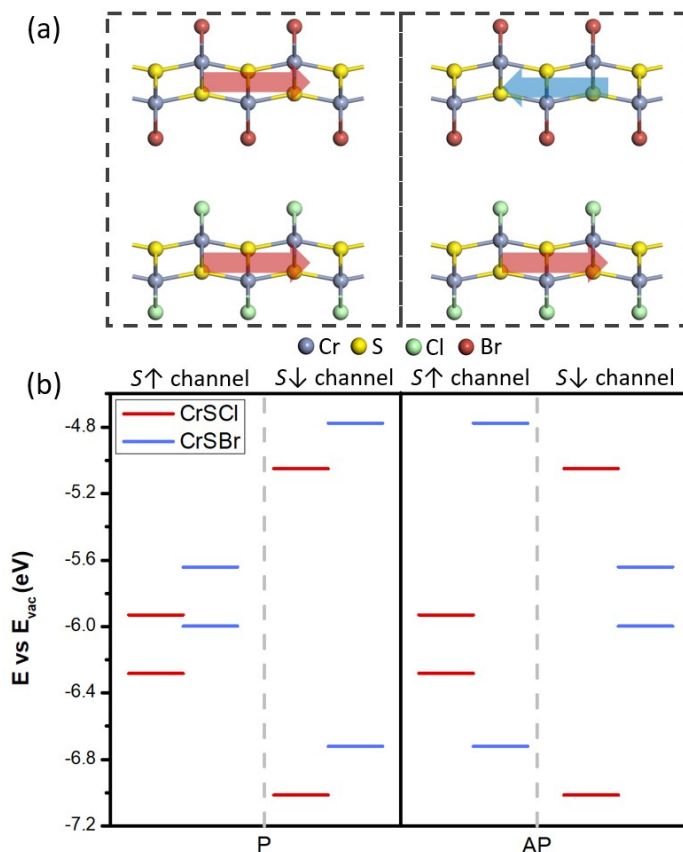 (a)
Cr S Cl Br
(b)
S↑ channel S↓ channel S↑ channel S↓ channel
CrSCl
CrSBr
E vs Evac (eV)
-4.8
-5.2
-5.6
-6.0
-6.4
-6.8
-7.2
P AP